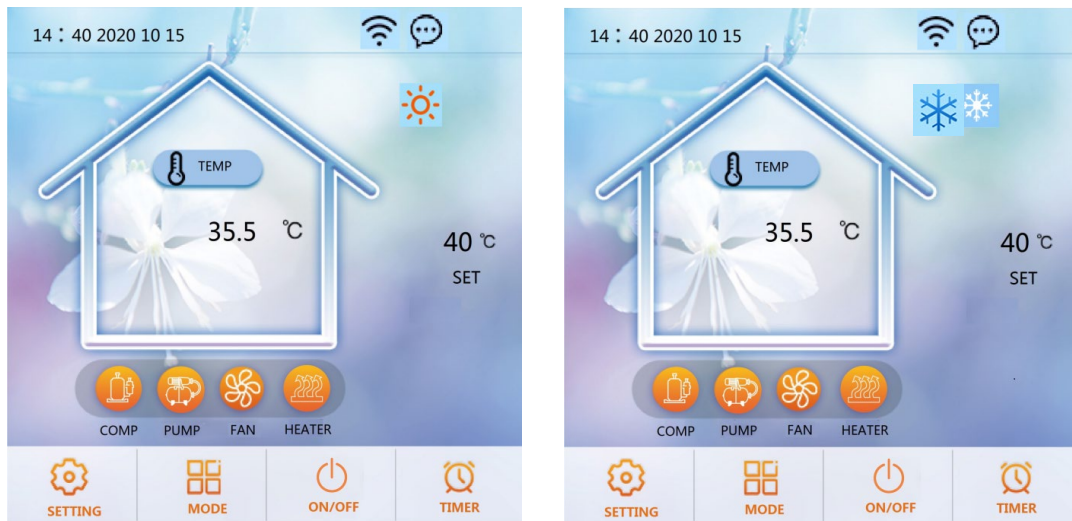 14：40 2020 10 15
TEMP
35.5 ℃
40 ℃
SET
COMP PUMP FAN HEATER
SETTING MODE ON/OFF TIMER
14：40 2020 10 15
TEMP
35.5 ℃
40 ℃
SET
COMP PUMP FAN HEATER
SETTING MODE ON/OFF TIMER